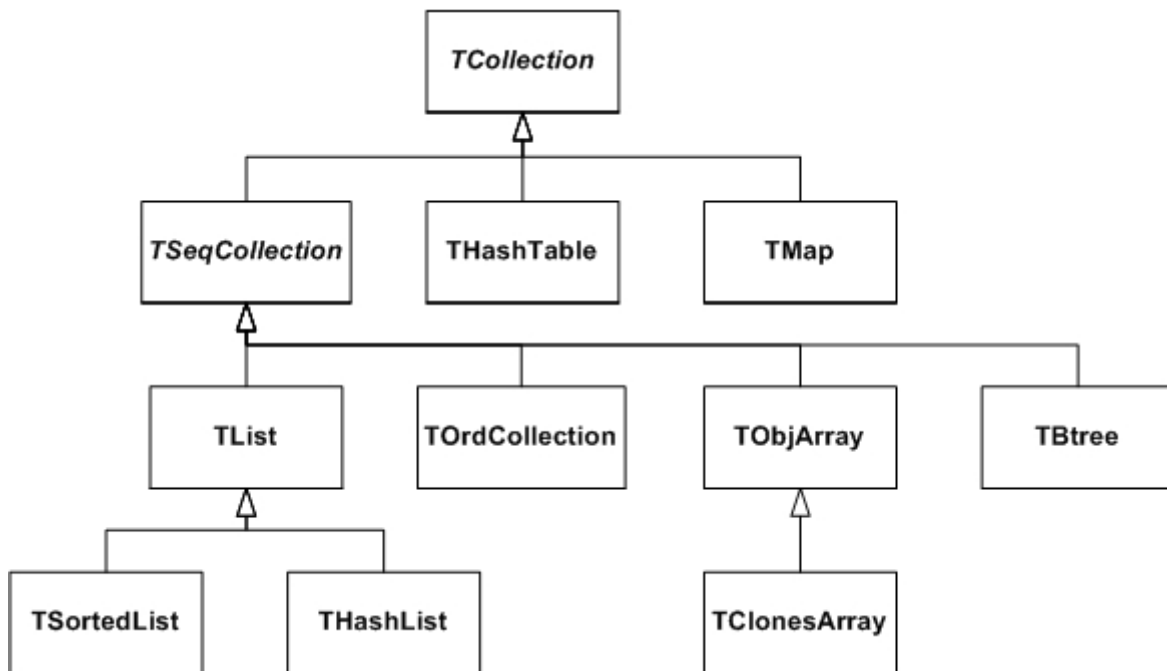 TCollection
TSeqCollection
THashTable
TMap
TList
TOrdCollection
TObjArray
TBtree
TSortedList
THashList
TClonesArray